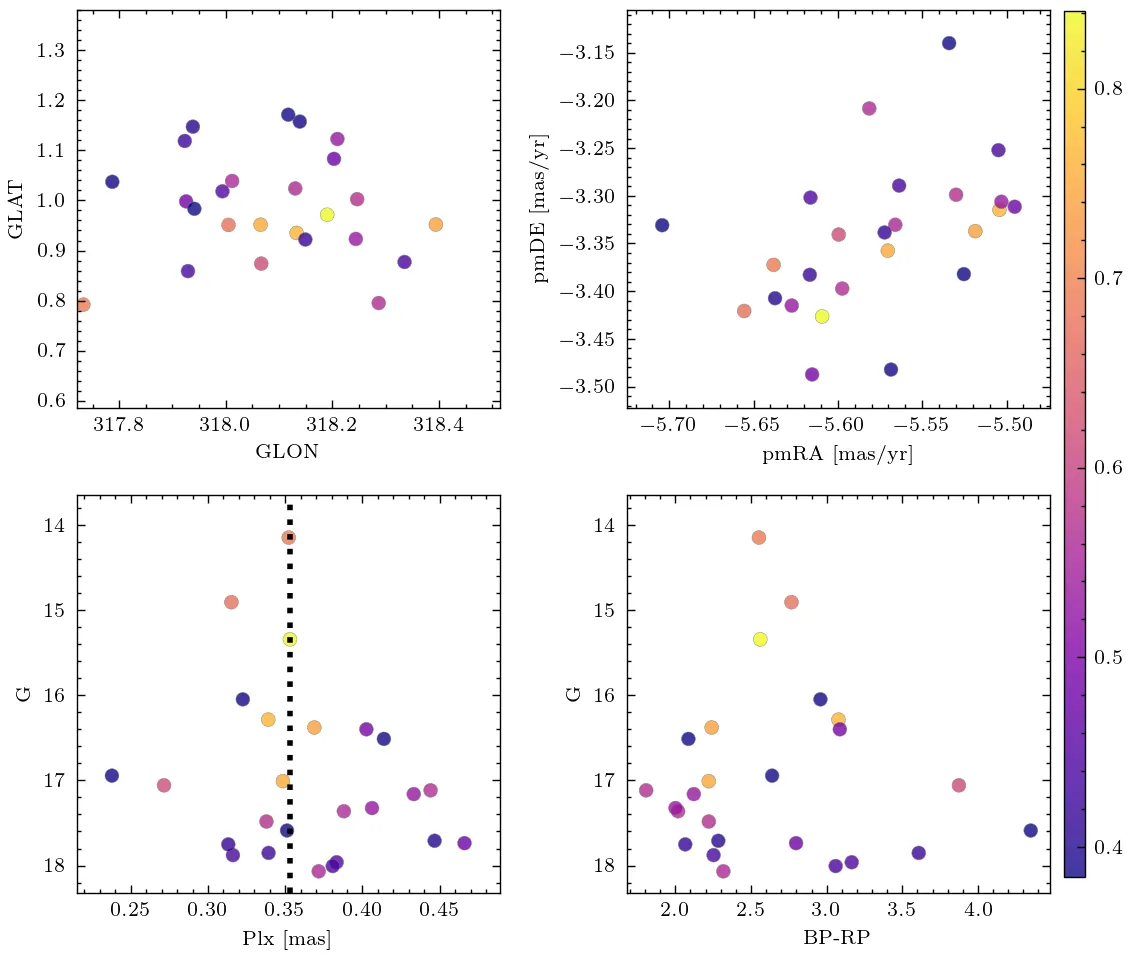 1.3
1.2
1.1
1.0
0.9
0.8
0.7
0.6
GLAT
317.8 318.0 318.2 318.4
GLON
−3.15
−3.20
−3.25
−3.30
−3.35
−3.40
−3.45
−3.50
pmDE [mas/yr]
−5.70 −5.65 −5.60 −5.55 −5.50
pmRA [mas/yr]
14
15
16
17
18
G
0.25 0.30 0.35 0.40 0.45
Plx [mas]
14
15
16
17
18
G
2.0 2.5 3.0 3.5 4.0
BP-RP
0.8
0.7
0.6
0.5
0.4